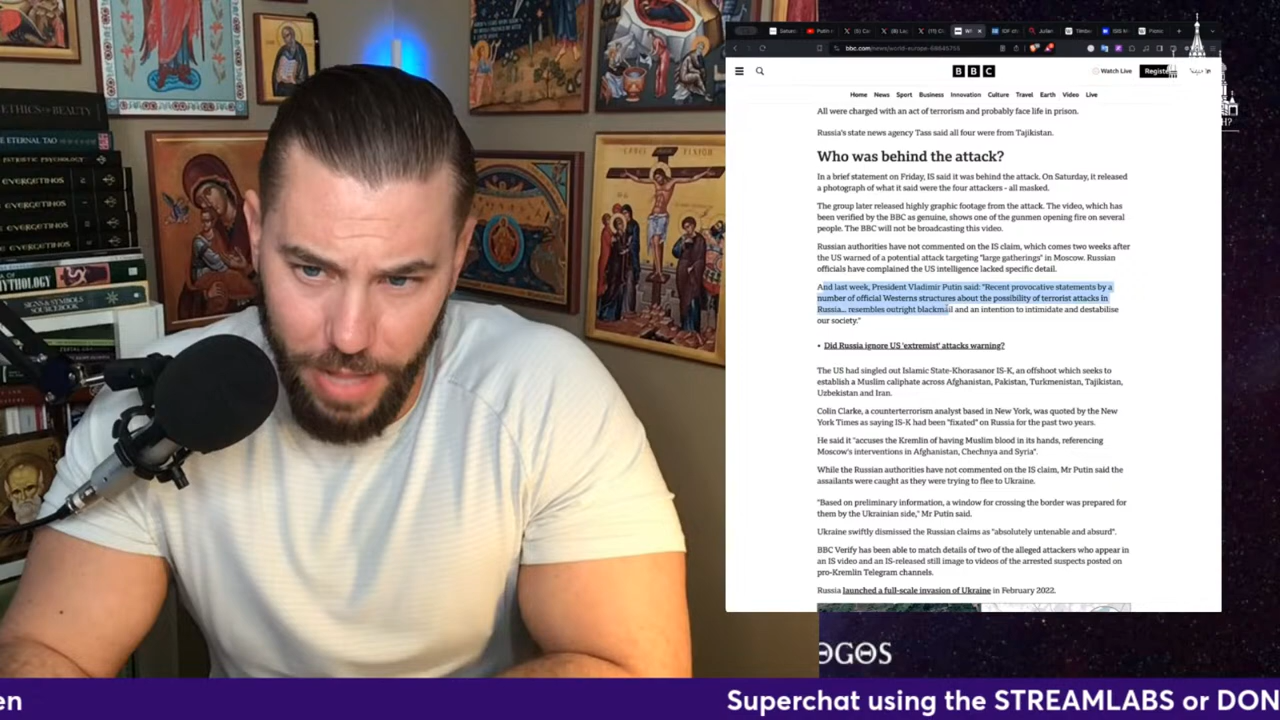 ETHICS OF BEAUTY
THE ETERNAL TAO
EVERGETINOS
EVERGETINOS
EVERGETINOS
EVERGETINOS
MYTHOLOGY
SIGNS & SYMBOLS
bbc.com/news/world-europe-68645755
BBC
Watch Live
Home News Sport Business Innovation Culture Travel Earth Video Live
All were charged with an act of terrorism and probably face life in prison.
Russia's state news agency Tass said all four were from Tajikistan.
Who was behind the attack?
In a brief statement on Friday, IS said it was behind the attack. On Saturday, it released
a photograph of what it said were the four attackers - all masked.
The group later released highly graphic footage from the attack. The video, which has
been verified by the BBC as genuine, shows one of the gunmen opening fire on several
people. The BBC will not be broadcasting this video.
Russian authorities have not commented on the IS claim, which comes two weeks after
the US warned of a potential attack targeting "large gatherings" in Moscow. Russian
officials have complained the US intelligence lacked specific detail.
And last week, President Vladimir Putin said: "Recent provocative statements by a
number of official Westerns structures about the possibility of terrorist attacks in
Russia... resembles outright blackmail and an intention to intimidate and destabilise
our society."
• Did Russia ignore US 'extremist' attacks warning?
The US had singled out Islamic State-Khorasanor IS-K, an offshoot which seeks to
establish a Muslim caliphate across Afghanistan, Pakistan, Turkmenistan, Tajikistan,
Uzbekistan and Iran.
Colin Clarke, a counterterrorism analyst based in New York, was quoted by the New
York Times as saying IS-K had been "fixated" on Russia for the past two years.
He said it "accuses the Kremlin of having Muslim blood in its hands, referencing
Moscow's interventions in Afghanistan, Chechnya and Syria".
While the Russian authorities have not commented on the IS claim, Mr Putin said the
assailants were caught as they were trying to flee to Ukraine.
"Based on preliminary information, a window for crossing the border was prepared for
them by the Ukrainian side," Mr Putin said.
Ukraine swiftly dismissed the Russian claims as "absolutely untenable and absurd".
BBC Verify has been able to match details of two of the alleged attackers who appear in
an IS video and an IS-released still image to videos of the arrested suspects posted on
pro-Kremlin Telegram channels.
Russia launched a full-scale invasion of Ukraine in February 2022.
OGOS
en Superchat using the STREAMLABS or DON